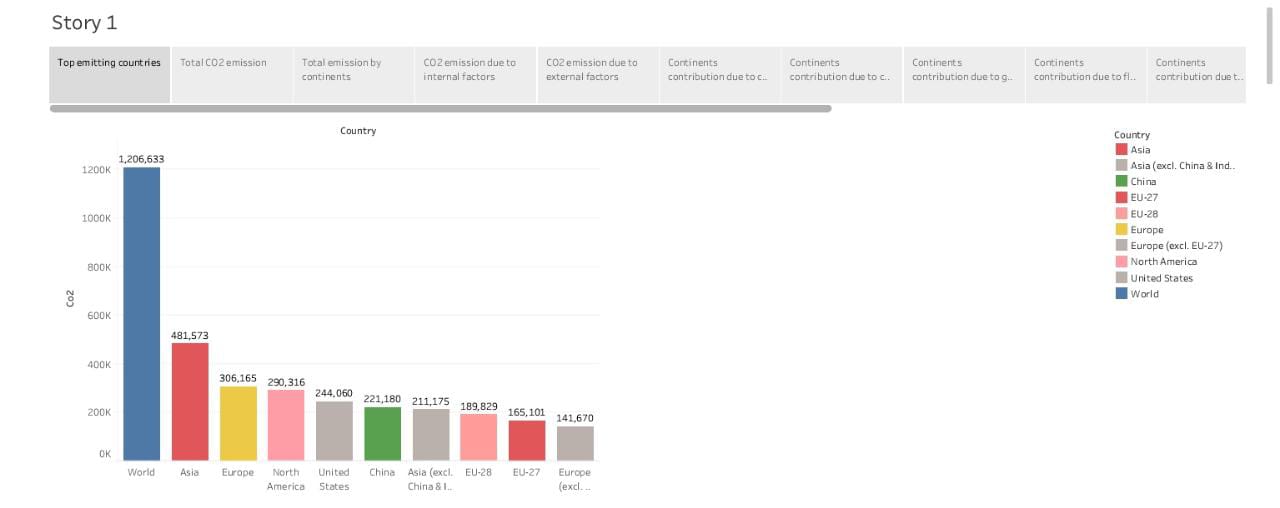 Story 1
Top emitting countries
Total CO2 emission
Total emission by
continents
CO2 emission due to
internal factors
CO2 emission due to
external factors
Continents
contribution due to c..
Continents
contribution due to c..
Continents
contribution due to g..
Continents
contribution due to fl..
Continents
contribution due t..
Country
1200K
1000K
800K
600K
400K
200K
0K
Co2
1,206,633
481,573
306,165
290,316
244,060
221,180
211,175
189,829
165,101
141,670
World
Asia
Europe
North
America
United
States
China
Asia (excl.
China & I..
EU-28
EU-27
Europe
(excl. ..
Country
Asia
Asia (excl. China & Ind..
China
EU-27
EU-28
Europe
Europe (excl. EU-27)
North America
United States
World